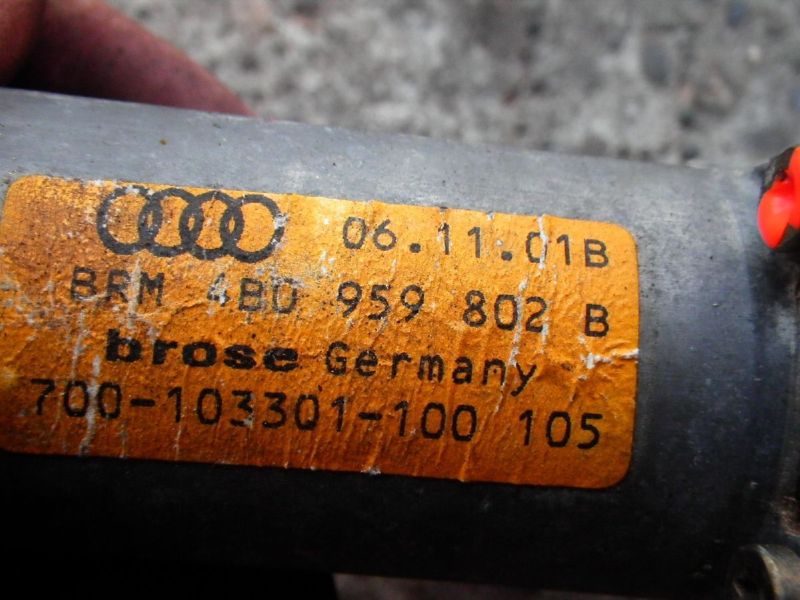 06.11.01B
BRM 4B0 959 802 B
brose Germany
700-103301-100 105